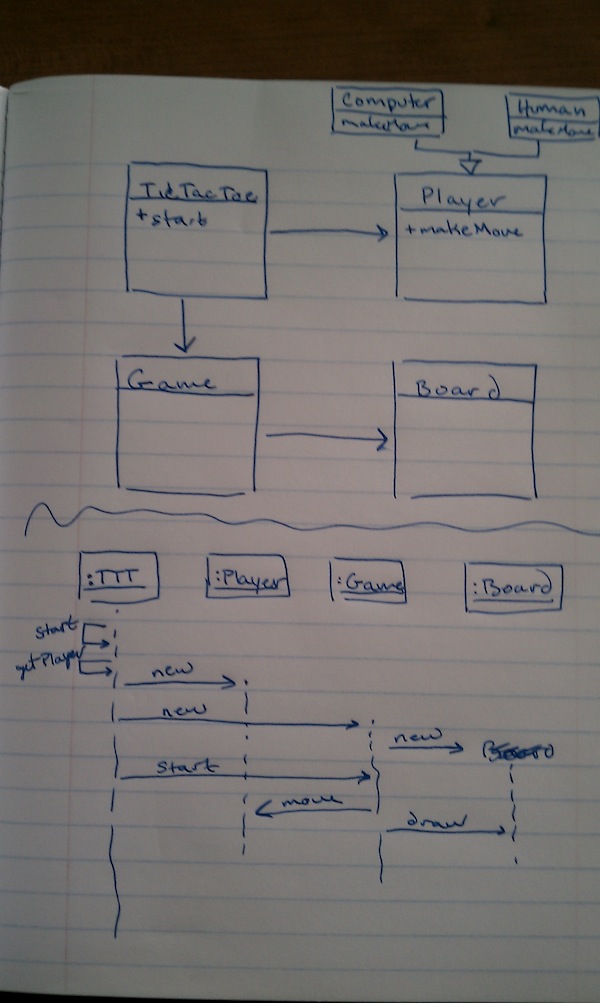 Computer
makeMove
Human
makeMove
TicTacToe
+start
Player
+makeMove
Game
Board
:TTT
:Player
:Game
:Board
start
getPlayer
new
new
new
Board
start
move
draw